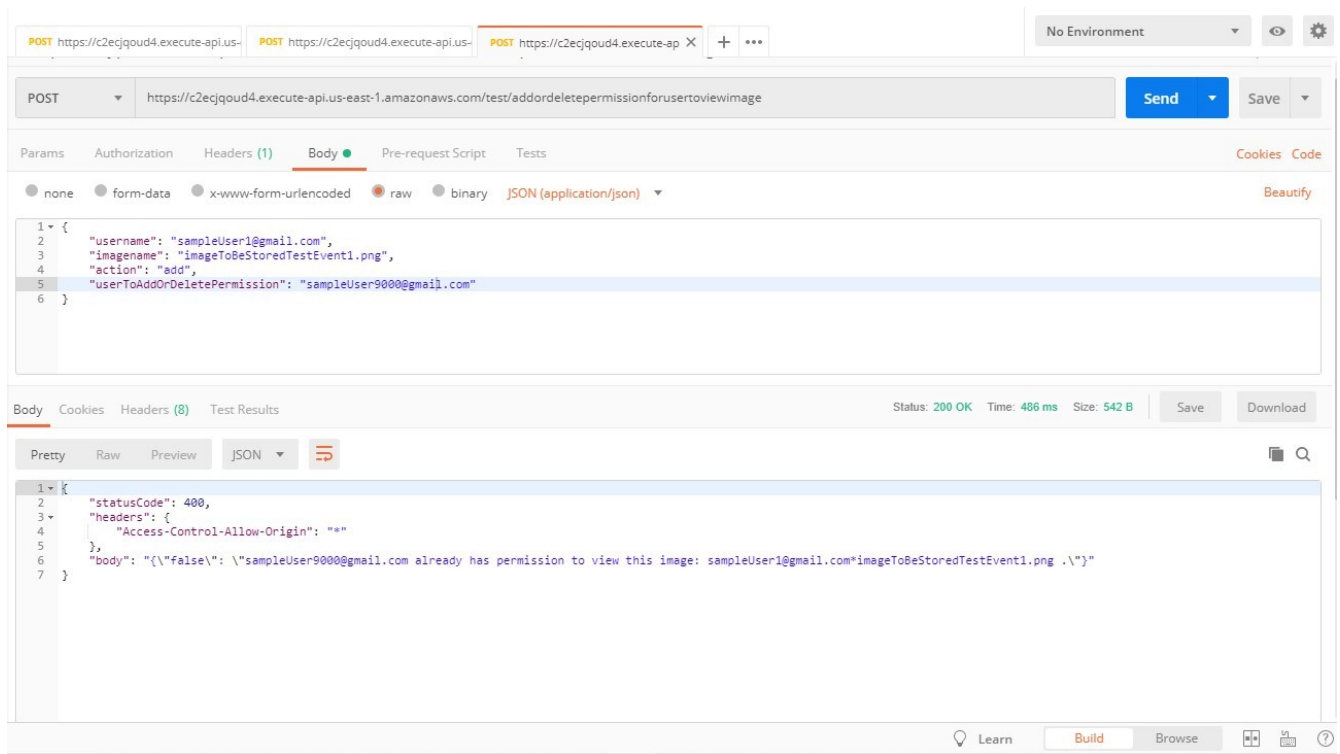 POST https://c2ecjqoud4.execute-api.us- POST https://c2ecjqoud4.execute-api.us- POST https://c2ecjqoud4.execute-ap X + ••• No Environment
POST https://c2ecjqoud4.execute-api.us-east-1.amazonaws.com/test/addordeletepermissionforusertoviewimage Send Save
Params Authorization Headers (1) Body Pre-request Script Tests Cookies Code
none form-data x-www-form-urlencoded raw binary JSON (application/json) Beautify
1 {
2 "username": "sampleUser1@gmail.com",
3 "imagename": "imageToBeStoredTestEvent1.png",
4 "action": "add",
5 "userToAddOrDeletePermission": "sampleUser9000@gmail.com"
6 }
Body Cookies Headers (8) Test Results Status: 200 OK Time: 486 ms Size: 542 B Save Download
Pretty Raw Preview JSON
1 {
2 "statusCode": 400,
3 "headers": {
4 "Access-Control-Allow-Origin": "*"
5 },
6 "body": "{\"false\": \"sampleUser9000@gmail.com already has permission to view this image: sampleUser1@gmail.com*imageToBeStoredTestEvent1.png .\"}"
7 }
Learn Build Browse ?